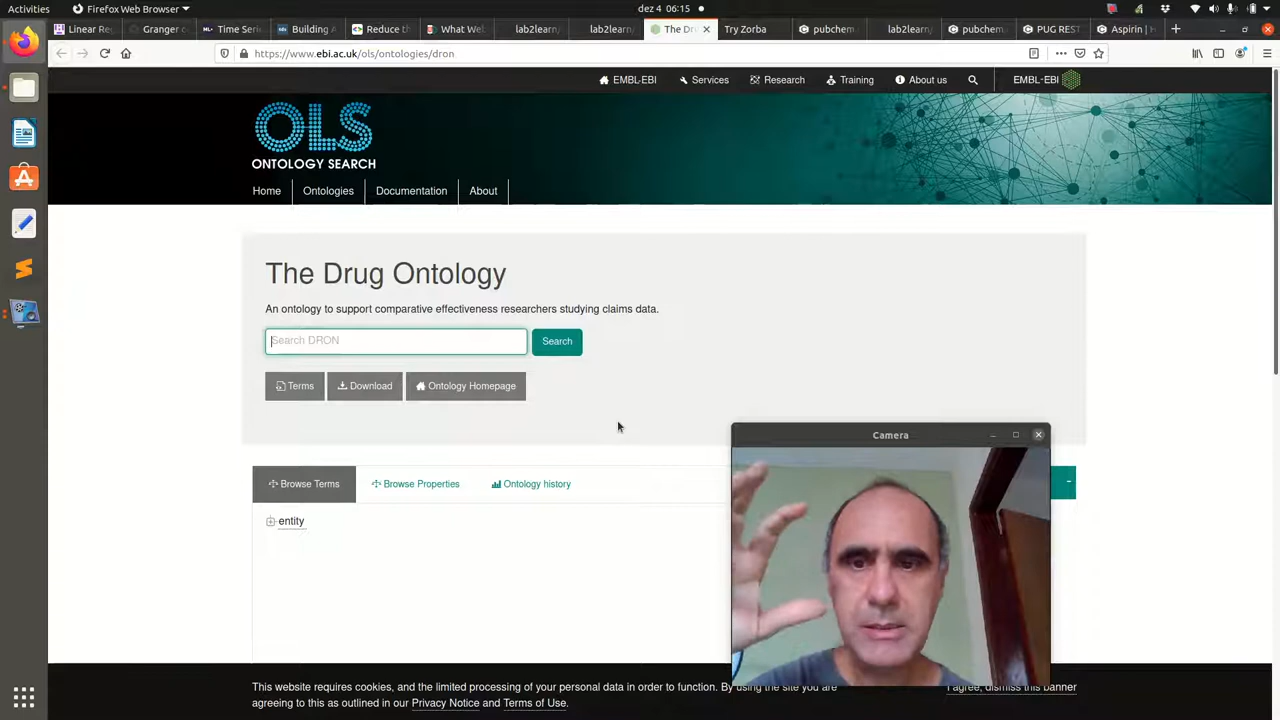 Activities
FireFox Web Browser
dez 4 06:15
Linear Re
Granger c
Time Seri
Building A
Reduce th
What Wel
lab2learn/
lab2learn/
The Dr
Try Zorba
pubchem
lab2learn/
pubchem
PUG REST
Aspirin | H
https://www.ebi.ac.uk/ols/ontologies/dron
EMBL-EBI
Services
Research
Training
About us
EMBL-EBI
OLS
ONTOLOGY SEARCH
Home
Ontologies
Documentation
About
The Drug Ontology
An ontology to support comparative effectiveness researchers studying claims data.
Search DRON
Search
Terms
Download
Ontology Homepage
Camera
Browse Terms
Browse Properties
Ontology history
-
entity
This website requires cookies, and the limited processing of your personal data in order to function. By using the site you are
agreeing to this as outlined in our Privacy Notice and Terms of Use.
I agree, dismiss this banner